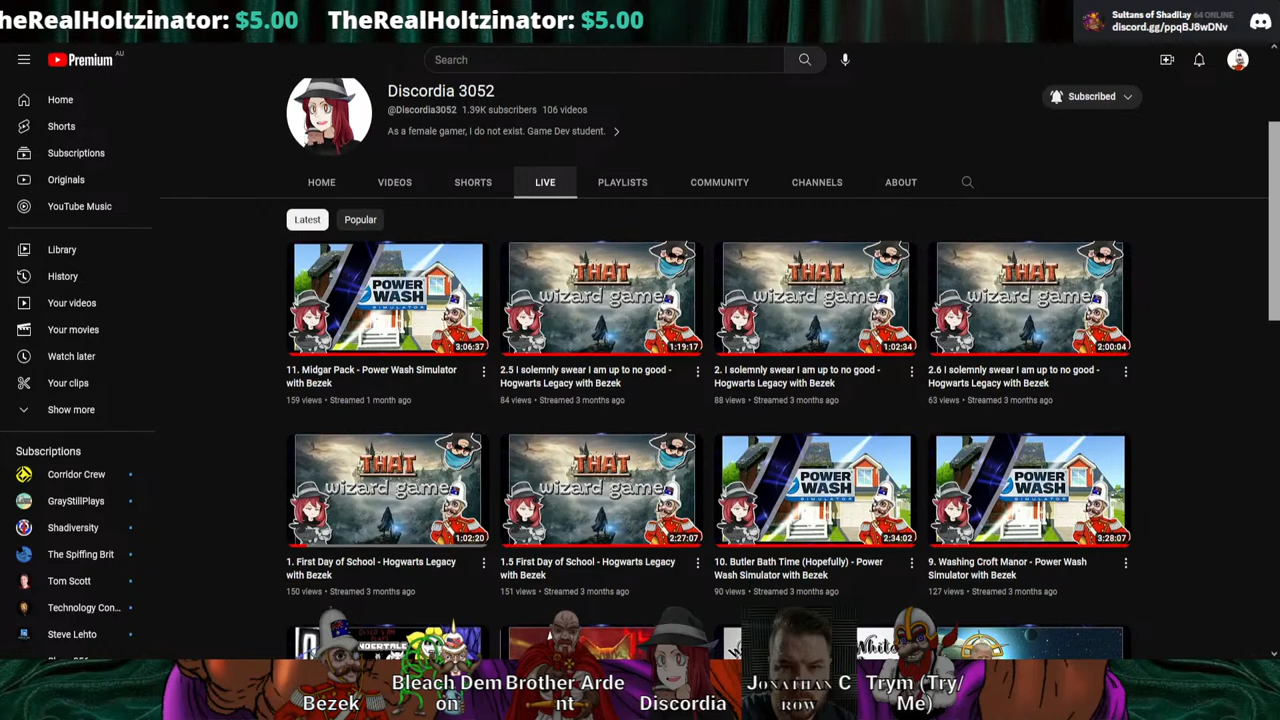 heRealHoltzinator: $5.00 TheRealHoltzinator: $5.00
Sultans of Shadilay 64 ONLINE
discord.gg/ppqBJ8wDNv
Premium AU
Search
Discordia 3052
@Discordia3052 1.39K subscribers 106 videos
As a female gamer, I do not exist. Game Dev student.
Subscribed
HOME VIDEOS SHORTS LIVE PLAYLISTS COMMUNITY CHANNELS ABOUT
Latest Popular
Home
Shorts
Subscriptions
Originals
YouTube Music
Library
History
Your videos
Your movies
Watch later
Your clips
Show more
Subscriptions
Corridor Crew
GrayStillPlays
Shadiversity
The Spiffing Brit
Tom Scott
Technology Con...
Steve Lehto
POWER
WASH
SIMULATOR
3:06:37
11. Midgar Pack - Power Wash Simulator
with Bezek
159 views • Streamed 1 month ago
THAT
wizard game
1:19:17
2.5 I solemnly swear I am up to no good -
Hogwarts Legacy with Bezek
84 views • Streamed 3 months ago
THAT
wizard game
1:02:34
2. I solemnly swear I am up to no good -
Hogwarts Legacy with Bezek
88 views • Streamed 3 months ago
THAT
wizard game
2:00:04
2.6 I solemnly swear I am up to no good -
Hogwarts Legacy with Bezek
63 views • Streamed 3 months ago
THAT
wizard game
1:02:20
1. First Day of School - Hogwarts Legacy
with Bezek
150 views • Streamed 3 months ago
THAT
wizard game
2:27:07
1.5 First Day of School - Hogwarts Legacy
with Bezek
151 views • Streamed 3 months ago
POWER
WASH
SIMULATOR
2:34:02
10. Butler Bath Time (Hopefully) - Power
Wash Simulator with Bezek
90 views • Streamed 3 months ago
POWER
WASH
SIMULATOR
3:28:07
9. Washing Croft Manor - Power Wash
Simulator with Bezek
127 views • Streamed 3 months ago
Bezek
Bleach Dem
on
Brother Arde
nt
Discordia
Jonathan C
row
Trym (Try/
Me)